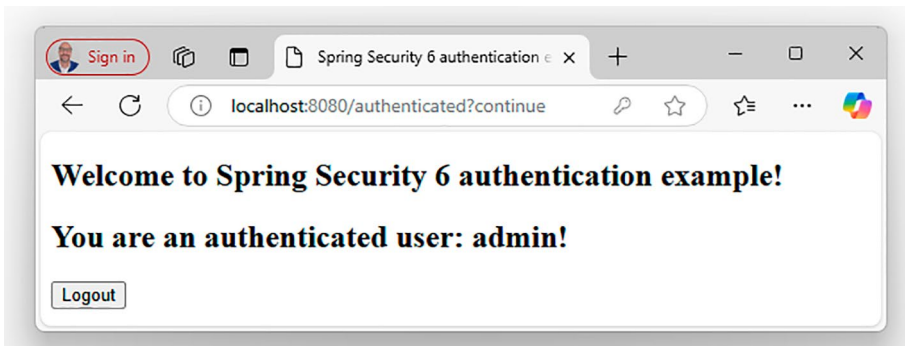 Sign in
Spring Security 6 authentication e
localhost:8080/authenticated?continue
Welcome to Spring Security 6 authentication example!
You are an authenticated user: admin!
Logout